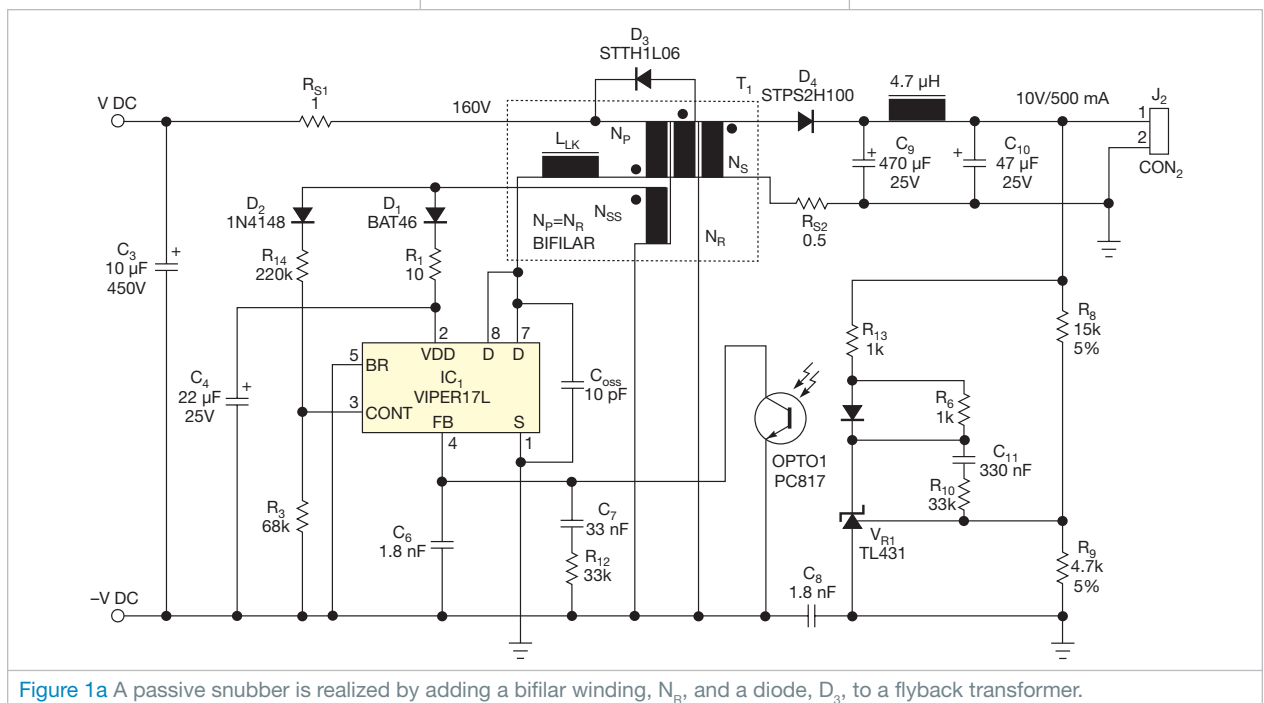 D3
STTH1L06
RS1
1
V DC
160V
T1
D4
STPS2H100
4.7 µH
10V/500 mA
J2
1
2
CON2
LLK
NP
NS
C9
470 µF
25V
+
C10
47 µF
25V
+
D2
1N4148
D1
BAT46
NSS
NP=NR
BIFILAR
NR
RS2
0.5
C3
10 µF
450V
+
R14
220k
R1
10
R8
15k
5%
R13
1k
2
8
7
5
BR
VDD
D
D
IC1
VIPER17L
3
CONT
FB
S
4
1
COSS
10 pF
C4
22 µF
25V
+
R6
1k
OPTO1
PC817
C11
330 nF
R10
33k
R3
68k
C6
1.8 nF
C7
33 nF
R12
33k
VR1
TL431
R9
4.7k
5%
C8
1.8 nF
–V DC
Figure 1a A passive snubber is realized by adding a bifilar winding, NR, and a diode, D3, to a flyback transformer.